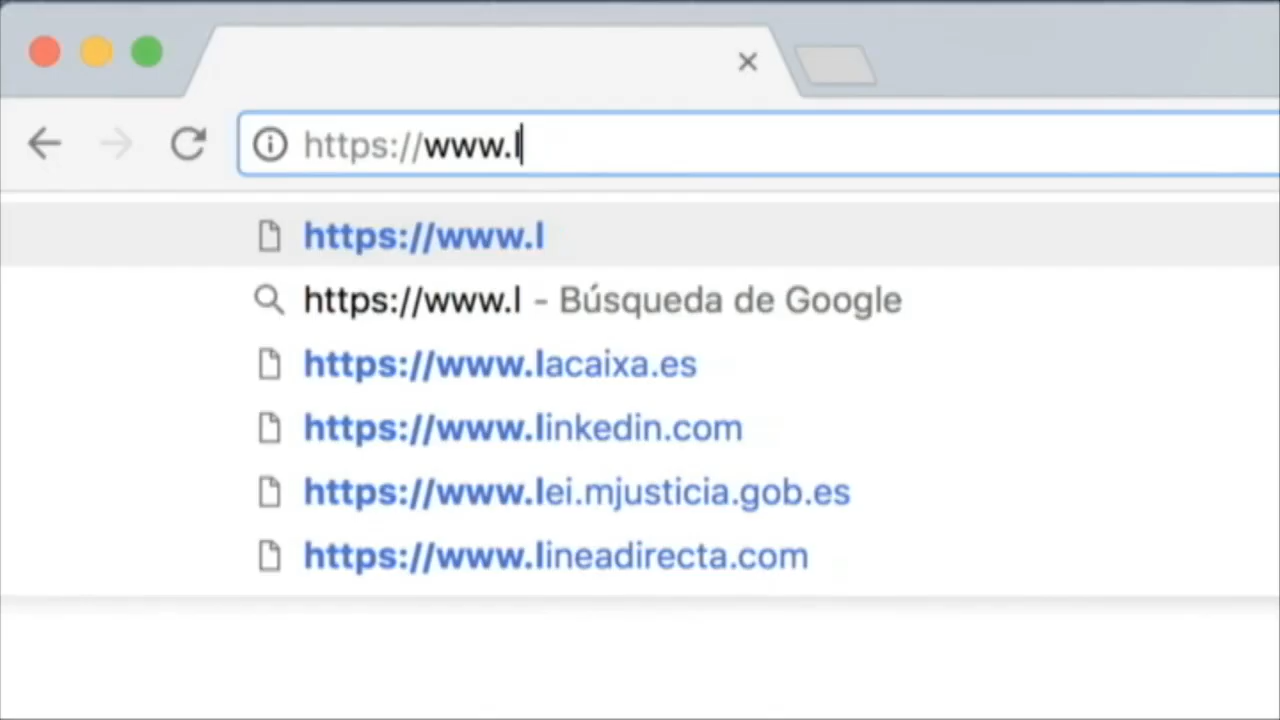 https://www.l
https://www.l
https://www.l - Búsqueda de Google
https://www.lacaixa.es
https://www.linkedin.com
https://www.lei.mjusticia.gob.es
https://www.lineadirecta.com